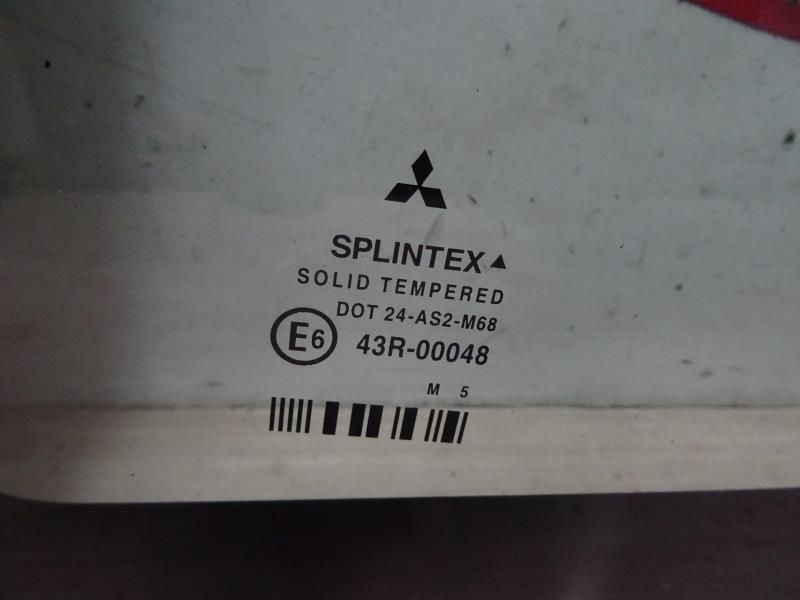 SPLINTEX▲
SOLID TEMPERED
DOT 24-AS2-M68
E6 43R-00048
M 5